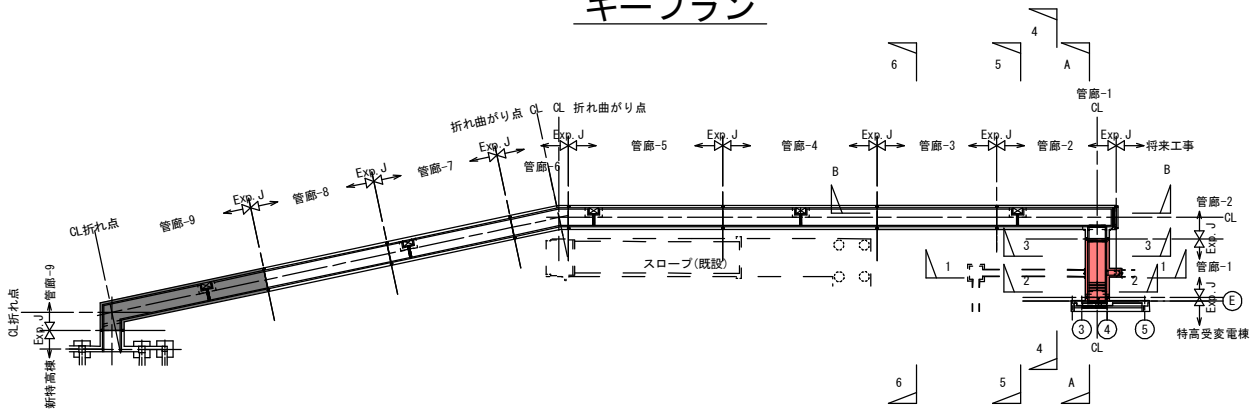 キープラン
4
6
5
A
管廊-1
CL
折れ曲がり点 CL
CL 折れ曲がり点
Exp.J
Exp.J
Exp.J
Exp.J
Exp.J
Exp.J
Exp.J
Exp.J
管廊-5
管廊-4
管廊-3
管廊-2
将来工事
管廊-6
管廊-7
管廊-8
管廊-9
CL折れ点
B
B
管廊-2
CL
Exp.J
管廊-1
3
3
1
1
2
2
スロープ(既設)
E
Exp.J
特高受変電棟
3
4
5
CL
CL折れ点
管廊-9
Exp.J
新特高棟
4
6
5
A